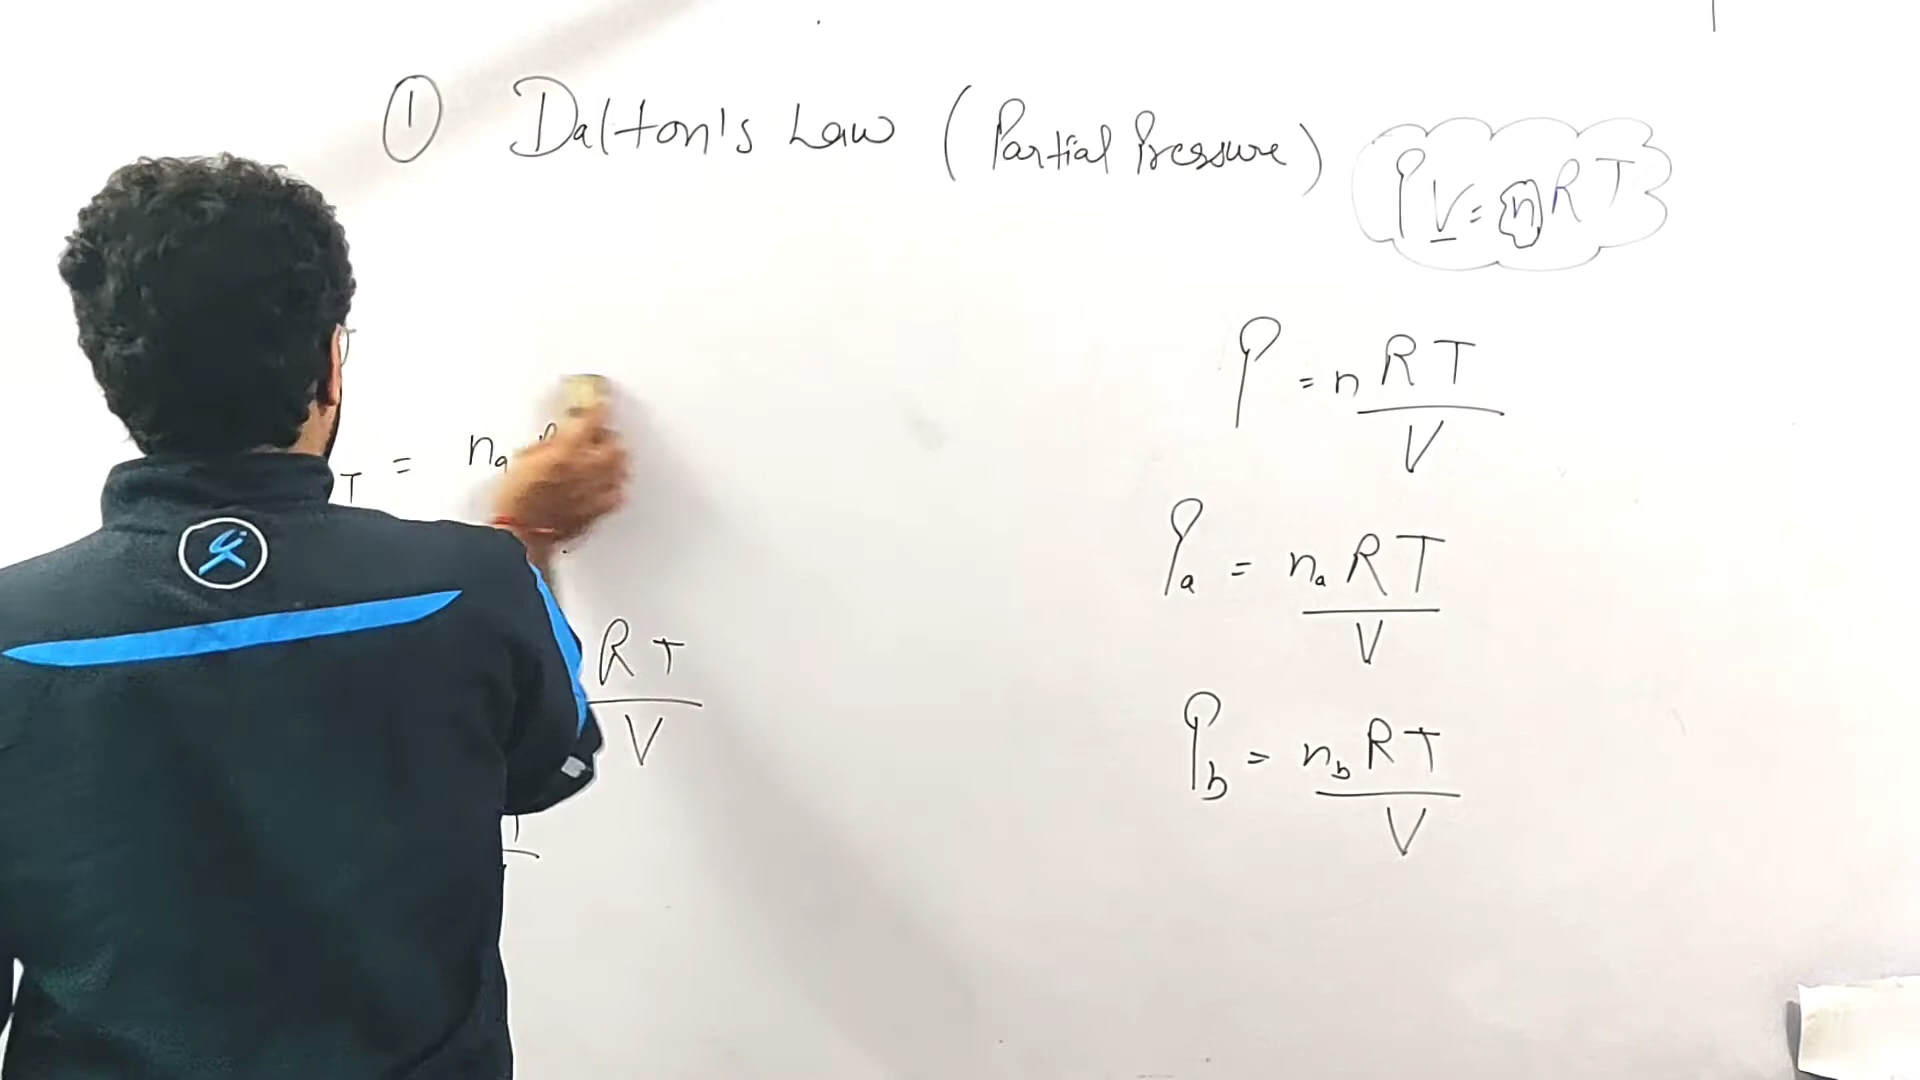 ① Dalton's Law (Partial Pressure)
PV = nRT
P = nRT/V
T = na
Pa = naRT/V
RT/V
Pb = nbRT/V